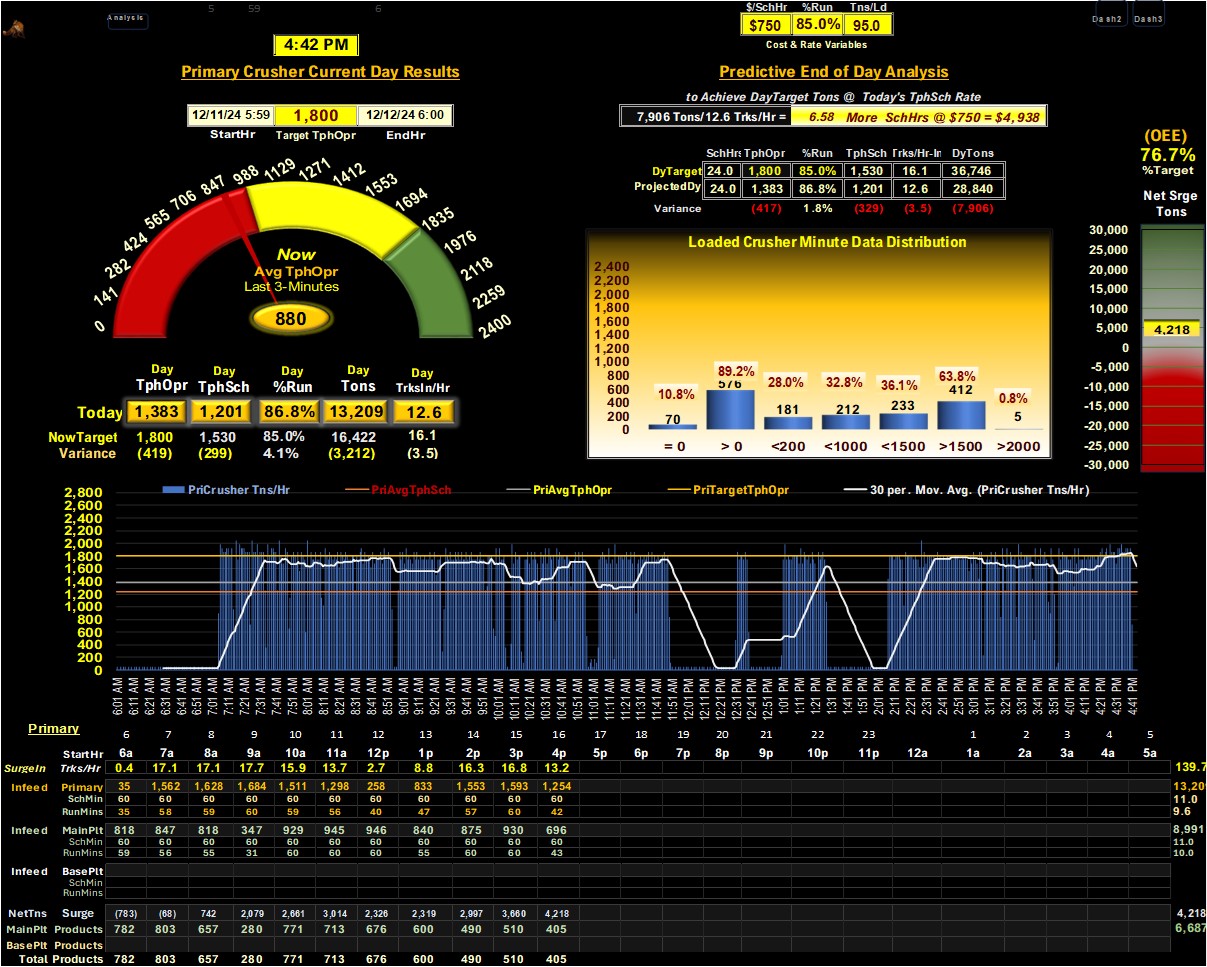 5 59 6
Analysis
$/SchHr %Run Tns/Ld
$750 85.0% 95.0
Cost & Rate Variables
Dash2 Dash3
4:42 PM
Primary Crusher Current Day Results
12/11/24 5:59 1,800 12/12/24 6:00
StartHr Target TphOpr EndHr
0 141 282 424 565 706 847 988 1129 1271 1412 1553 1694 1835 1976 2118 2259 2400
Now
Avg TphOpr
Last 3-Minutes
880
Day Day Day Day Day
TphOpr TphSch %Run Tons TrksIn/Hr
Today 1,383 1,201 86.8% 13,209 12.6
NowTarget 1,800 1,530 85.0% 16,422 16.1
Variance (419) (299) 4.1% (3,212) (3.5)
Predictive End of Day Analysis
to Achieve DayTarget Tons @ Today's TphSch Rate
7,906 Tons/12.6 Trks/Hr = 6.58 More SchHrs @ $750 = $4,938
SchHrs TphOpr %Run TphSch Trks/Hr-In DyTons
DyTarget 24.0 1,800 85.0% 1,530 16.1 36,746
ProjectedDy 24.0 1,383 86.8% 1,201 12.6 28,840
Variance (417) 1.8% (329) (3.5) (7,906)
(OEE)
76.7%
%Target
Net Srge
Tons
30,000
25,000
20,000
15,000
10,000
5,000
0
-5,000
-10,000
-15,000
-20,000
-25,000
-30,000
4,218
Loaded Crusher Minute Data Distribution
2,400
2,200
2,000
1,800
1,600
1,400
1,200
1,000
800
600
400
200
0
10.8% 89.2% 28.0% 32.8% 36.1% 63.8% 0.8%
70 576 181 212 233 412 5
= 0 > 0 <200 <1000 <1500 >1500 >2000
PriCrusher Tns/Hr PriAvgTphSch PriAvgTphOpr PriTargetTphOpr 30 per. Mov. Avg. (PriCrusher Tns/Hr)
2,800
2,600
2,400
2,200
2,000
1,800
1,600
1,400
1,200
1,000
800
600
400
200
0
6:01 AM 6:11 AM 6:21 AM 6:31 AM 6:41 AM 6:51 AM 7:01 AM 7:11 AM 7:21 AM 7:31 AM 7:41 AM 7:51 AM 8:01 AM 8:11 AM 8:21 AM 8:31 AM 8:41 AM 8:51 AM 9:01 AM 9:11 AM 9:21 AM 9:31 AM 9:41 AM 9:51 AM 10:01 AM 10:14 AM 10:24 AM 10:34 AM 10:44 AM 10:54 AM 11:01 AM 11:14 AM 11:24 AM 11:34 AM 11:45 AM 11:55 AM 12:11 PM 12:21 PM 12:31 PM 12:41 PM 12:51 PM 1:01 PM 1:11 PM 1:21 PM 1:31 PM 1:41 PM 1:51 PM 2:01 PM 2:11 PM 2:21 PM 2:31 PM 2:41 PM 2:51 PM 3:01 PM 3:11 PM 3:21 PM 3:31 PM 3:41 PM 3:51 PM 4:01 PM 4:11 PM 4:21 PM 4:31 PM 4:41 PM
Primary 6 7 8 9 10 11 12 13 14 15 16 17 18 19 20 21 22 23 1 2 3 4 5
StartHr 6a 7a 8a 9a 10a 11a 12p 1p 2p 3p 4p 5p 6p 7p 8p 9p 10p 11p 12a 1a 2a 3a 4a 5a
SurgeIn Trks/Hr 0.4 17.1 17.1 17.7 15.9 13.7 2.7 8.8 16.3 16.8 13.2 139.7
Infeed Primary 35 1,562 1,628 1,684 1,511 1,298 258 833 1,553 1,593 1,254 13,209
SchMin 60 60 60 60 60 60 60 60 60 60 60 11.0
RunMins 35 58 59 60 59 56 40 47 57 60 42 9.6
Infeed MainPlt 818 847 818 347 929 945 946 840 875 930 696 8,991
SchMin 60 60 60 60 60 60 60 60 60 60 60 11.0
RunMins 59 56 55 31 60 60 60 55 60 60 43 10.0
Infeed BasePlt
SchMin
RunMins
NetTns Surge (783) (68) 742 2,079 2,661 3,014 2,326 2,319 2,997 3,660 4,218 4,218
MainPlt Products 782 803 657 280 771 713 676 600 490 510 405 6,687
BasePlt Products
Total Products 782 803 657 280 771 713 676 600 490 510 405